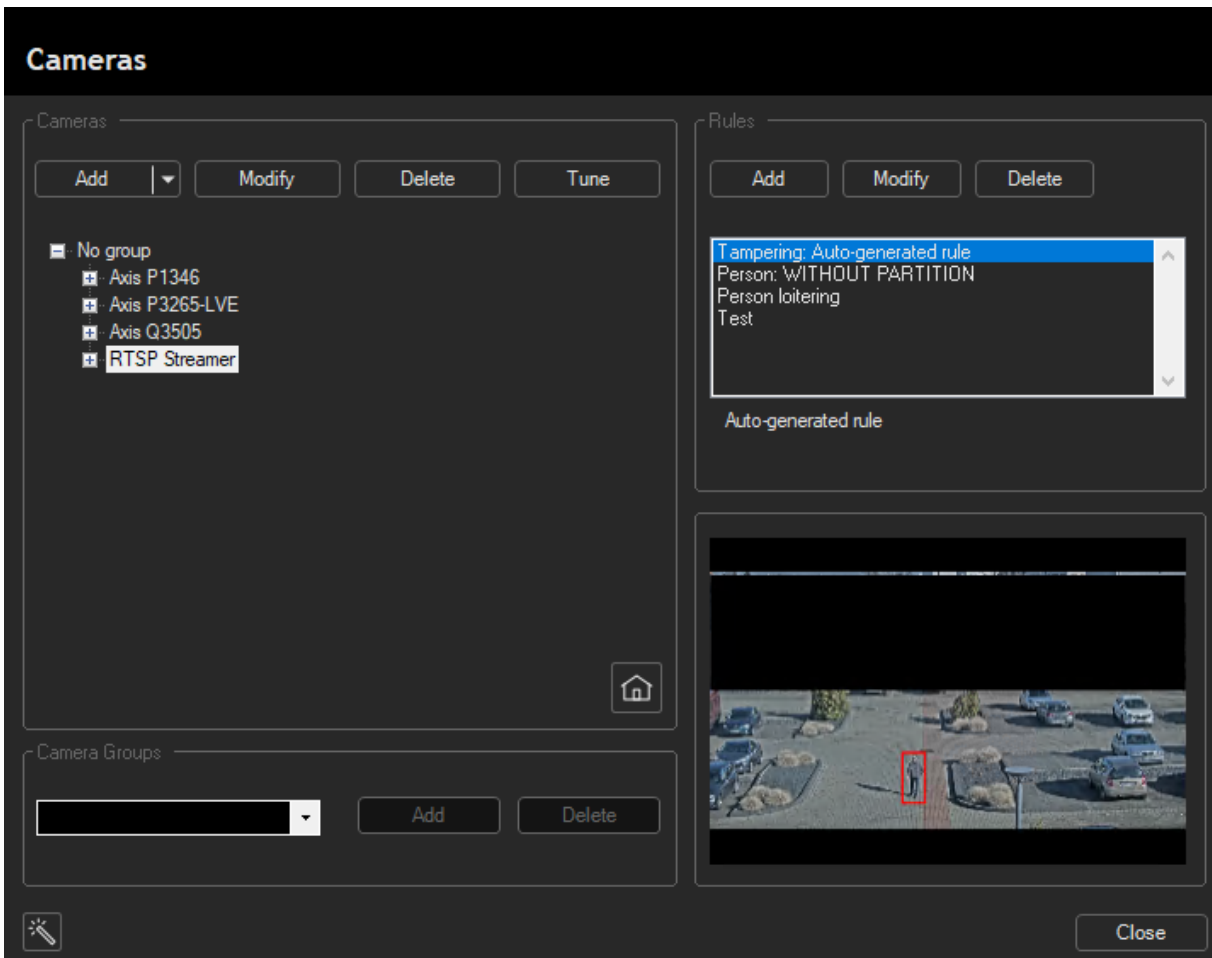 Cameras
Cameras
Add
Modify
Delete
Tune
No group
Axis P1346
Axis P3265-LVE
Axis Q3505
RTSP Streamer
Camera Groups
Add
Delete
Rules
Add
Modify
Delete
Tampering: Auto-generated rule
Person: WITHOUT PARTITION
Person loitering
Test
Auto-generated rule
Close